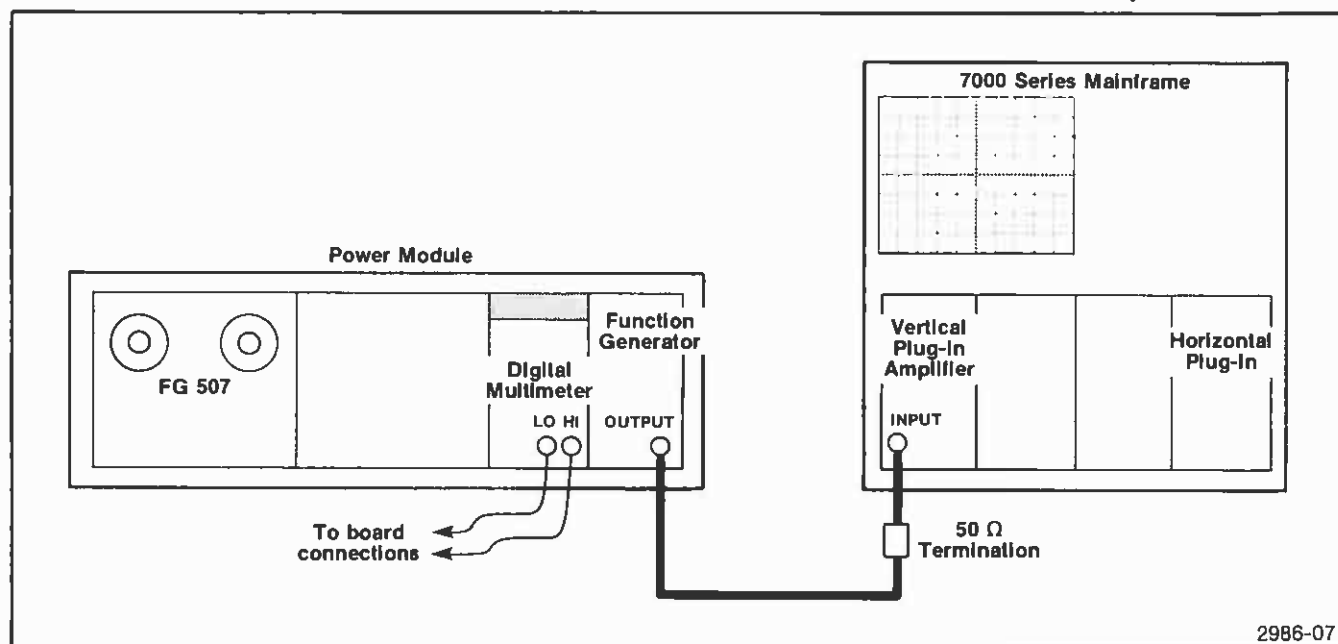 7000 Series Mainframe
Power Module
FG 507
Digital
Multimeter
LO HI
Function
Generator
OUTPUT
Vertical
Plug-In
Amplifier
INPUT
Horizontal
Plug-In
To board
connections
50 Ω
Termination
2986-07